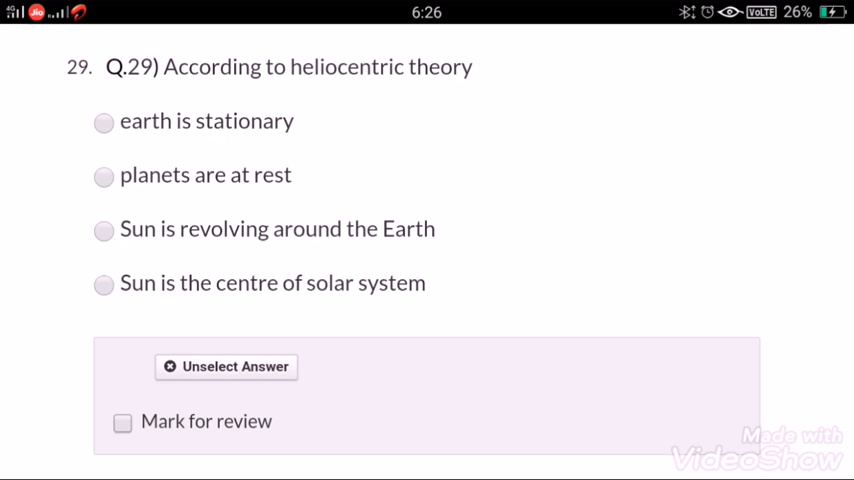 4G Jio 6:26 VoLTE 26%
29. Q.29) According to heliocentric theory
earth is stationary
planets are at rest
Sun is revolving around the Earth
Sun is the centre of solar system
Unselect Answer
Mark for review
Made with
VideoShow